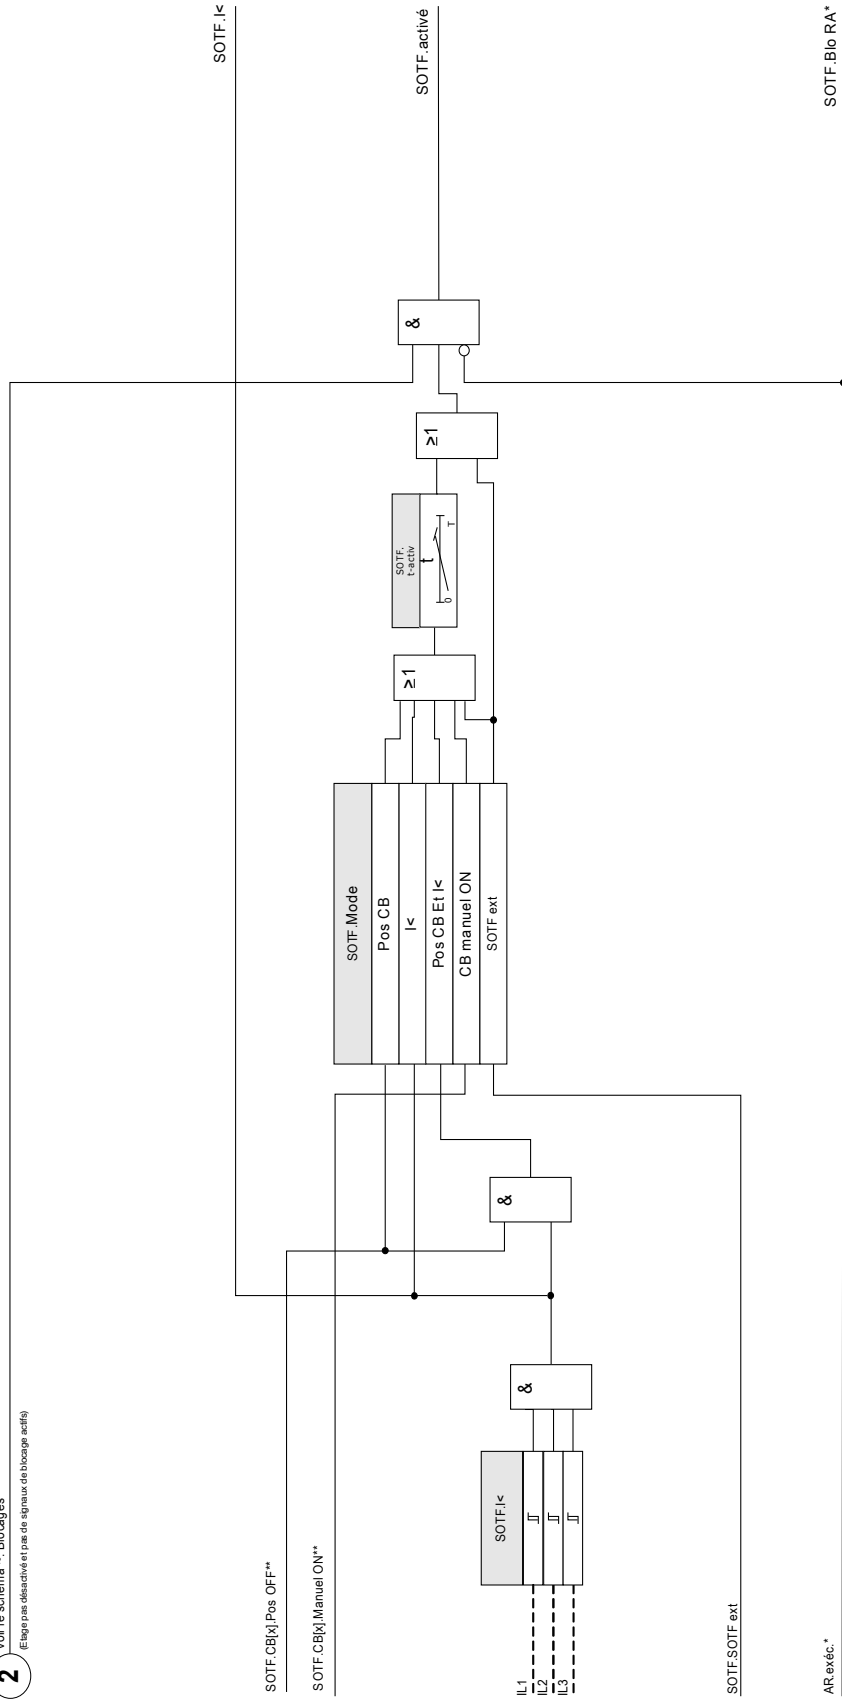 2
Voir le schéma : Blocages
(Etage pas désactivé et pas de signaux de blocage actifs)
SOTF.I<
SOTF.activé
SOTF.Blo RA*
&
≥1
SOTF.
t-activ
t
0
T
≥1
SOTF.Mode
Pos CB
I<
Pos CB Et I<
CB manuel ON
SOTF ext
&
&
SOTF.I<
SOTF.CB[x].Pos OFF**
SOTF.CB[x].Manuel ON**
IL1
IL2
IL3
SOTF.SOTF ext
AR.exéc.*